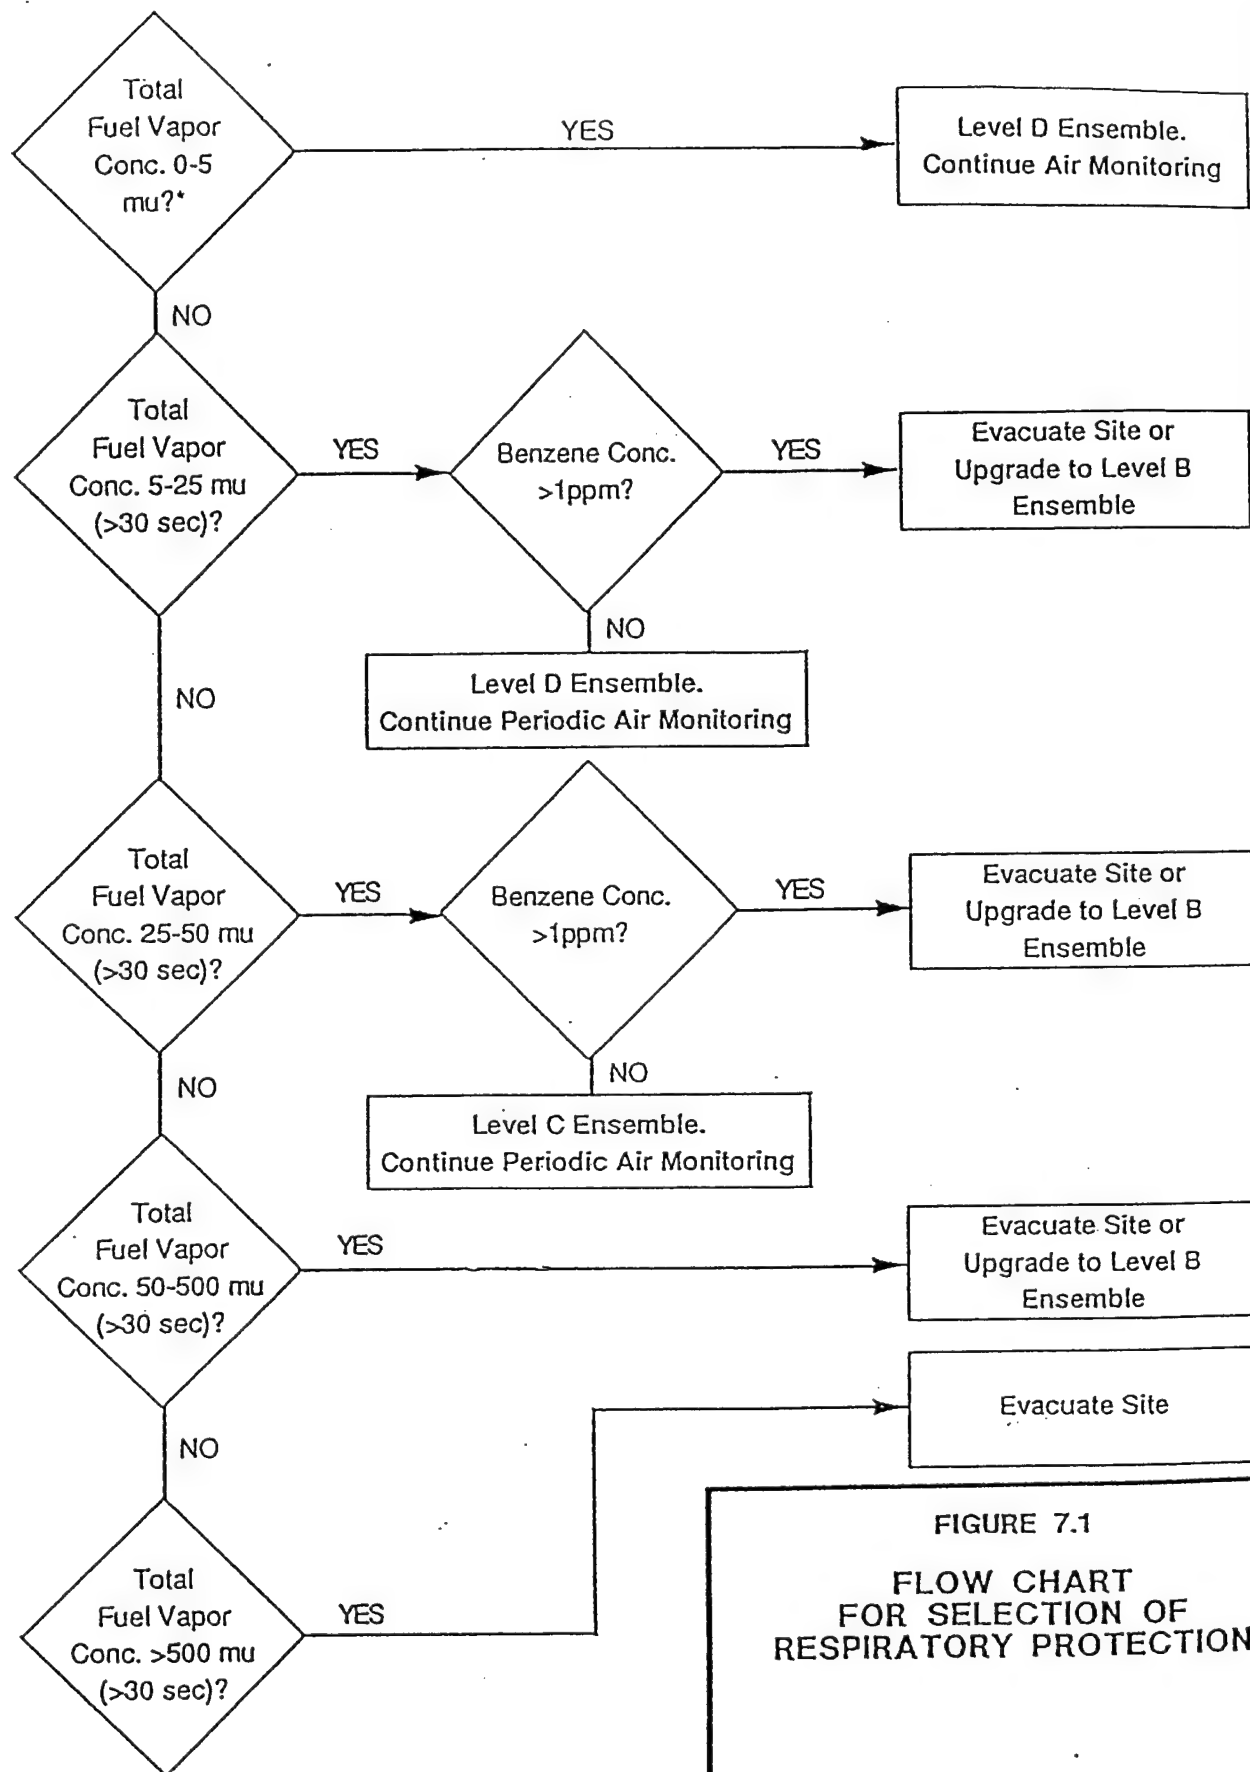 Total
Fuel Vapor
Conc. 0-5
mu?*
YES
Level D Ensemble.
Continue Air Monitoring
NO
Total
Fuel Vapor
Conc. 5-25 mu
(>30 sec)?
YES
Benzene Conc.
>1ppm?
YES
Evacuate Site or
Upgrade to Level B
Ensemble
NO
Level D Ensemble.
Continue Periodic Air Monitoring
NO
Total
Fuel Vapor
Conc. 25-50 mu
(>30 sec)?
YES
Benzene Conc.
>1ppm?
YES
Evacuate Site or
Upgrade to Level B
Ensemble
NO
Level C Ensemble.
Continue Periodic Air Monitoring
NO
Total
Fuel Vapor
Conc. 50-500 mu
(>30 sec)?
YES
Evacuate Site or
Upgrade to Level B
Ensemble
NO
Total
Fuel Vapor
Conc. >500 mu
(>30 sec)?
YES
Evacuate Site
FIGURE 7.1
FLOW CHART
FOR SELECTION OF
RESPIRATORY PROTECTION